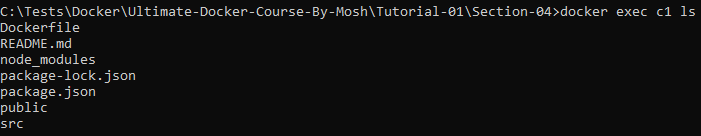 C:\Tests\Docker\Ultimate-Docker-Course-By-Mosh\Tutorial-01\Section-04>docker exec c1 ls
Dockerfile
README.md
node_modules
package-lock.json
package.json
public
src